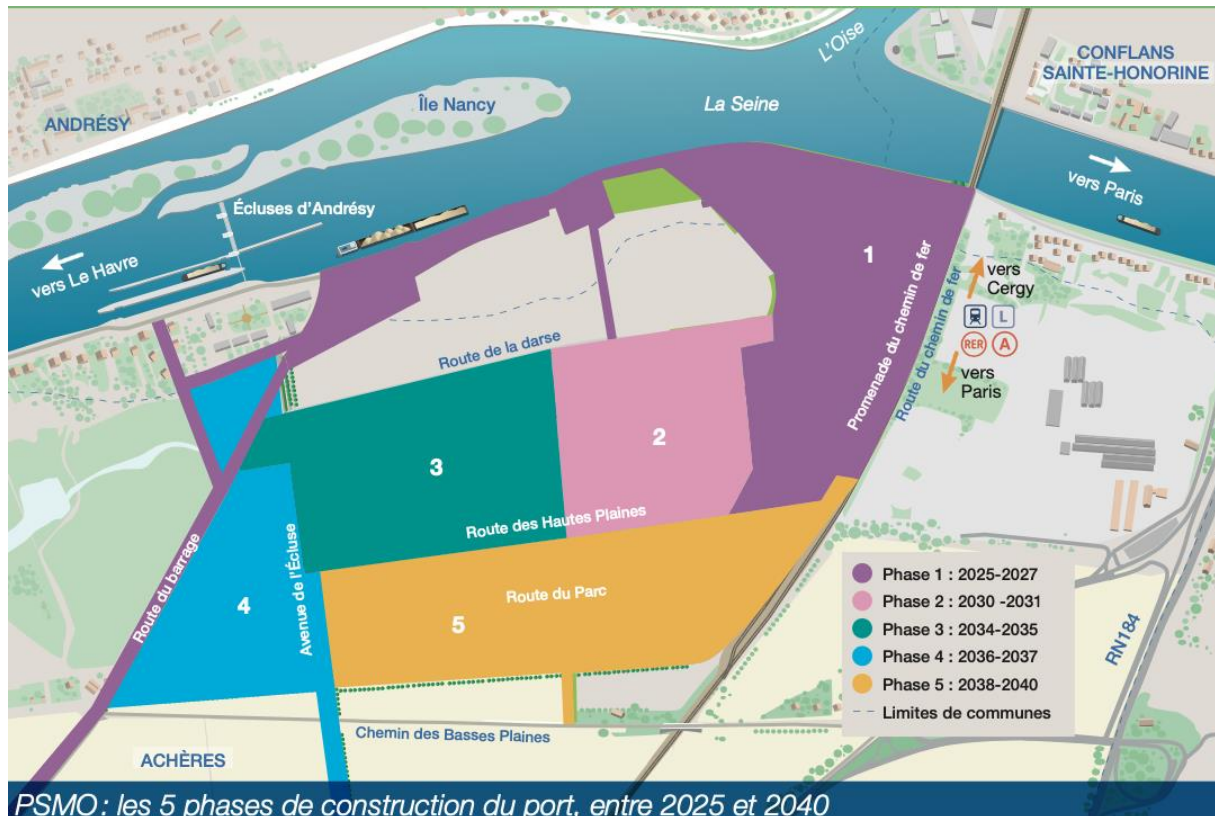 L'Oise
CONFLANS
SAINTE-HONORINE
ANDRÉSY
Île Nancy
La Seine
vers Paris
Écluses d'Andrésy
vers Le Havre
1
Promenade du chemin de fer
Route du chemin de fer
vers
Cergy
L
RER A
vers
Paris
Route de la darse
2
3
Route des Hautes Plaines
Route du barrage
4
Avenue de l'Écluse
Route du Parc
5
Phase 1 : 2025-2027
Phase 2 : 2030 -2031
Phase 3 : 2034-2035
Phase 4 : 2036-2037
Phase 5 : 2038-2040
Limites de communes
RN184
Chemin des Basses Plaines
ACHÈRES
PSMO : les 5 phases de construction du port, entre 2025 et 2040